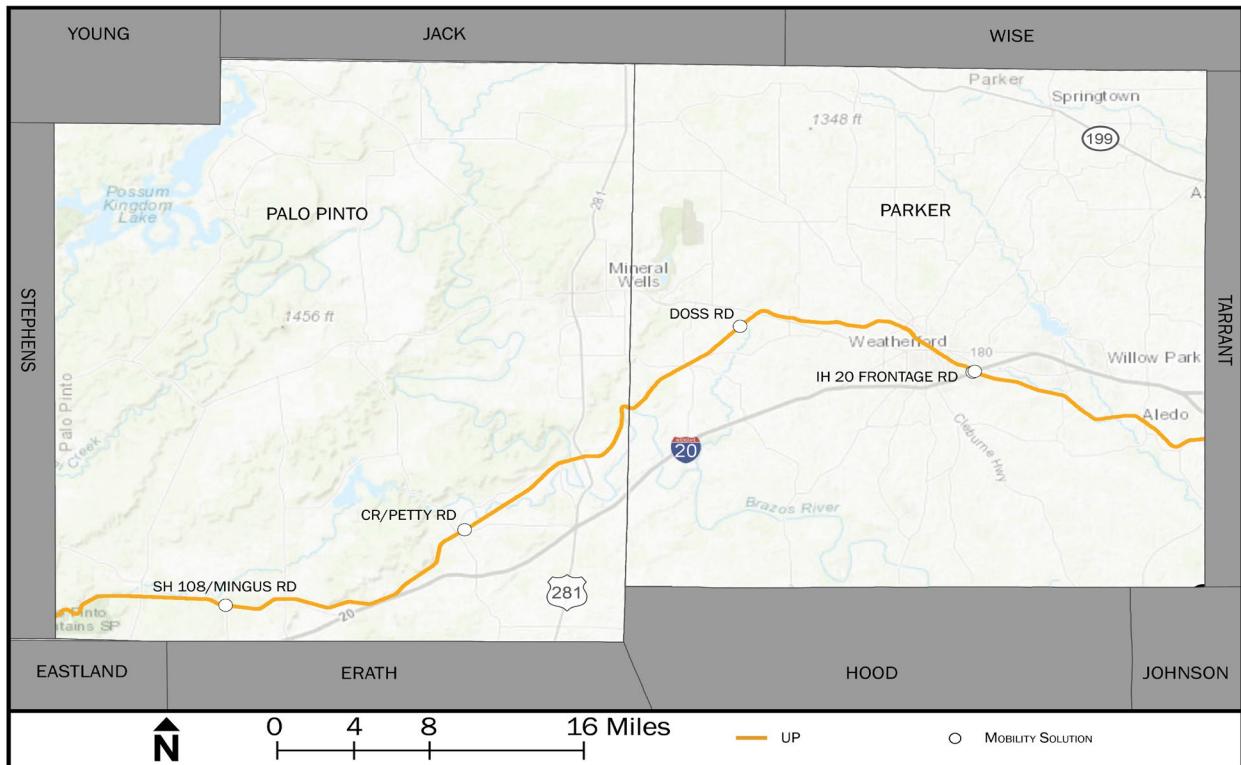 YOUNG
JACK
WISE
Parker
Springtown
1348 ft
199
A.
Possum
Kingdom
Lake
PALO PINTO
281
PARKER
Mineral
Wells
STEPHENS
1456 ft
DOSS RD
TARRANT
Weatherford
180
Willow Park
IH 20 FRONTAGE RD
Palo Pinto
Creek
Aledo
20
Cleburne Hwy
Brazos River
CR/PETTY RD
SH 108/MINGUS RD
281
20
Pinto
tains SP
EASTLAND
ERATH
HOOD
JOHNSON
N
0 4 8 16 Miles
UP
MOBILITY SOLUTION